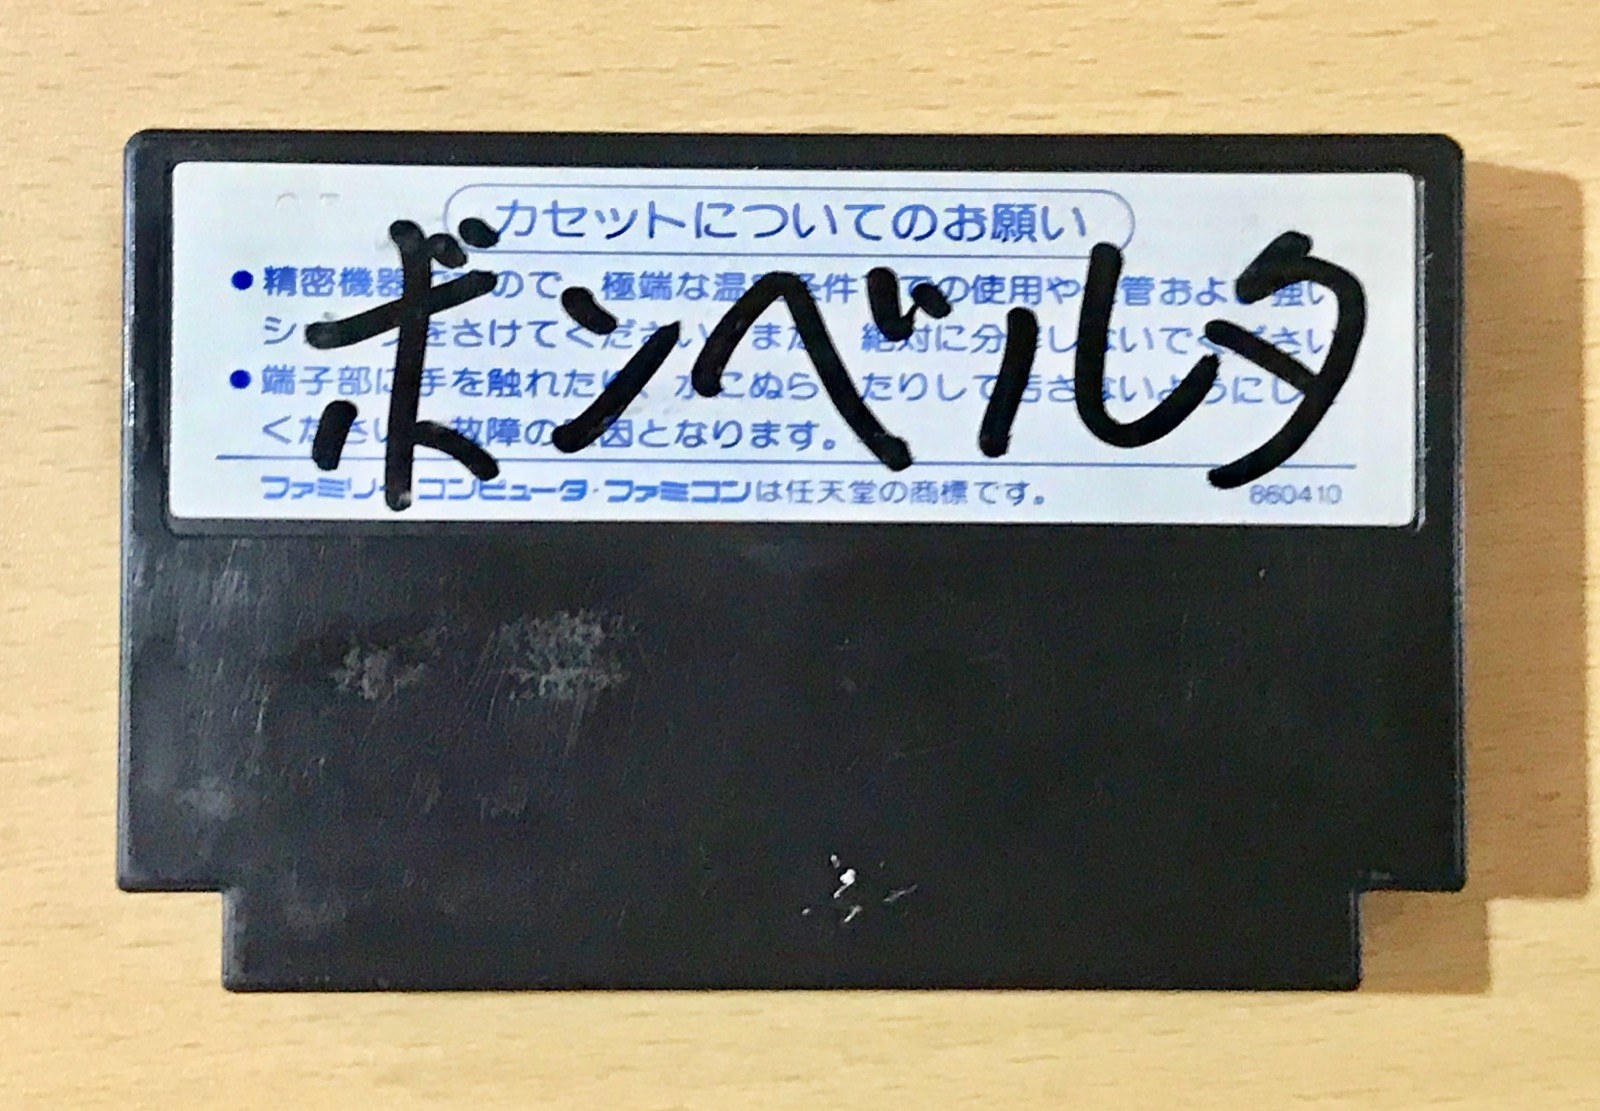 カセットについてのお願い
ボンベルタ
●精密機器ので、極端な温条件での使用や管およ強い
シをさけてください また 絶対に分しないでください
●端子部に手を触れたり、水にぬらたりして汚さないようにし
ください 故障の因となります。
ファミリーコンピュータ・ファミコンは任天堂の商標です。 860410